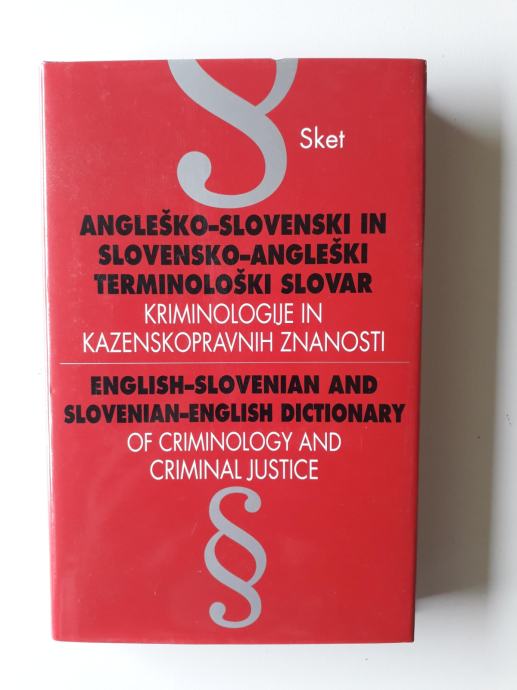 §
Sket
ANGLEŠKO-SLOVENSKI IN
SLOVENSKO-ANGLEŠKI
TERMINOLOŠKI SLOVAR
KRIMINOLOGIJE IN
KAZENSKOPRAVNIH ZNANOSTI
ENGLISH-SLOVENIAN AND
SLOVENIAN-ENGLISH DICTIONARY
OF CRIMINOLOGY AND
CRIMINAL JUSTICE
§